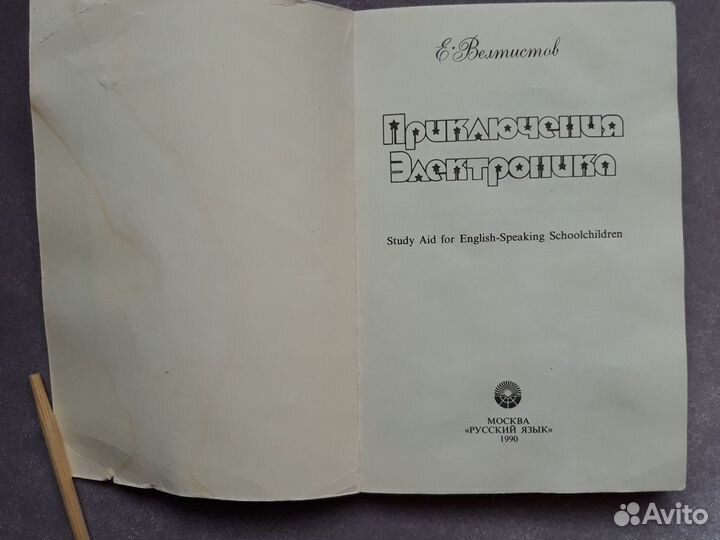 Е. Велтистов
Приключения
Электроника
Study Aid for English-Speaking Schoolchildren
МОСКВА
«РУССКИЙ ЯЗЫК»
1990
Avito